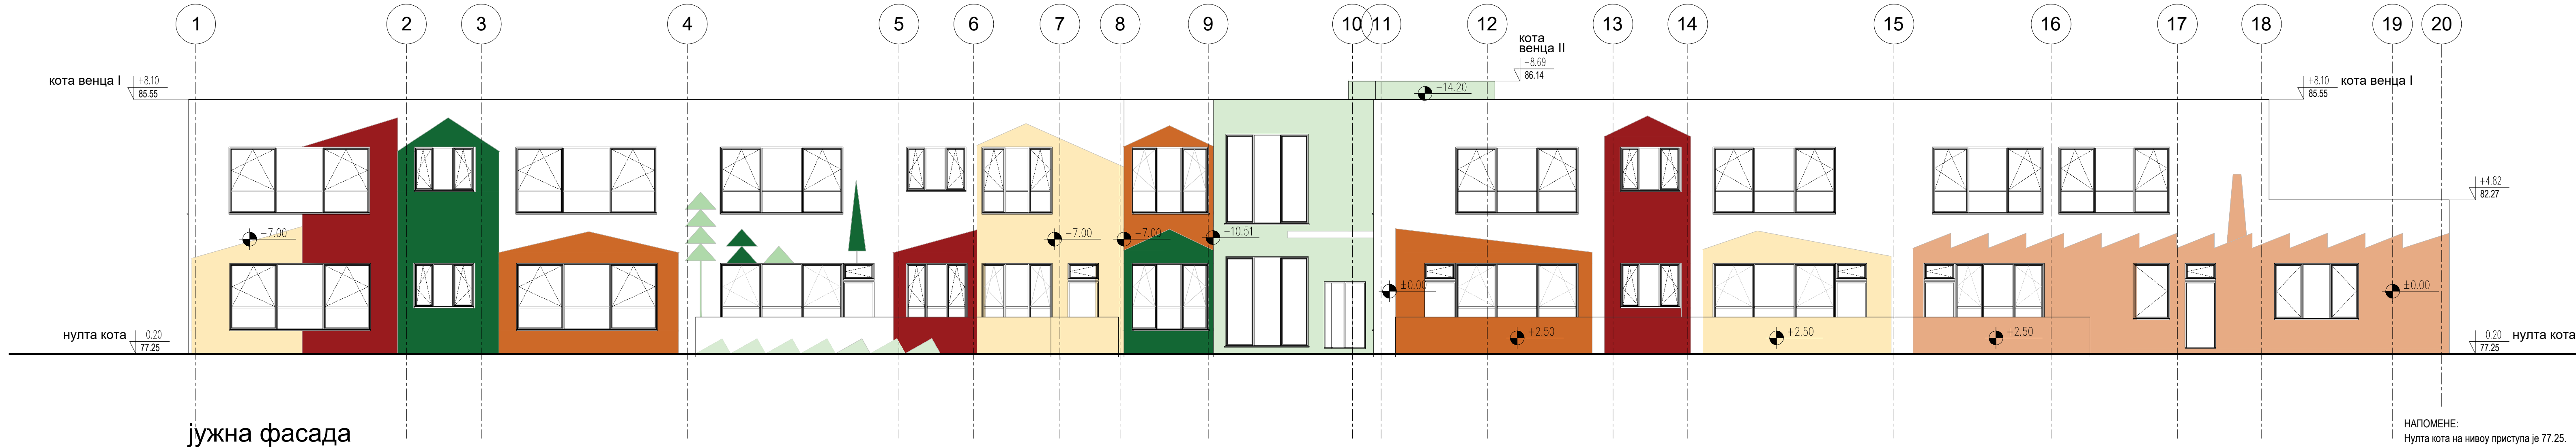 1 2 3 4 5 6 7 8 9 10 11 12 13 14 15 16 17 18 19 20
кота
венца II
+8.69
86.14
кота венца I
+8.10
85.55
+8.10
85.55
кота венца I
-14.20
+4.82
82.27
-7.00
-7.00
-7.00
-10.51
±0.00
±0.00
нулта кота
-0.20
77.25
+2.50
+2.50
+2.50
-0.20
77.25
нулта кота
јужна фасада
НАПОМЕНЕ:
Нулта кота на нивоу приступа је 77.25.